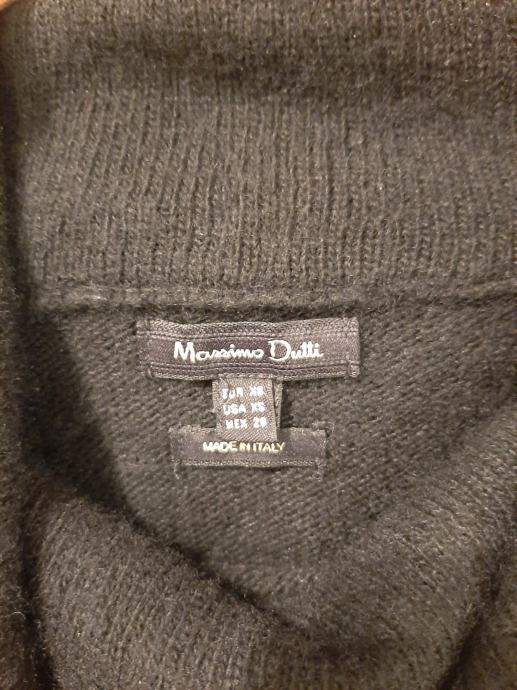 Massimo Dutti
EUR XS
USA XS
MEX 26
MADE IN ITALY